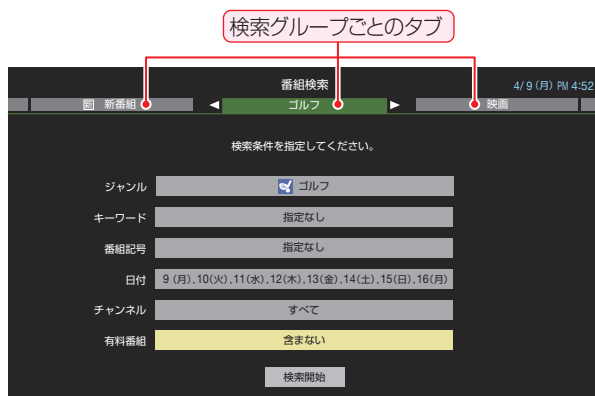 検索グループごとのタブ
番組検索 4/ 9 (月) PM 4:52
新 新番組 ◀ ゴルフ ▶ 映画
検索条件を指定してください。
ジャンル ゴルフ
キーワード 指定なし
番組記号 指定なし
日付 9 (月),10(火),11(水),12(木),13(金),14(土),15(日),16(月)
チャンネル すべて
有料番組 含まない
検索開始